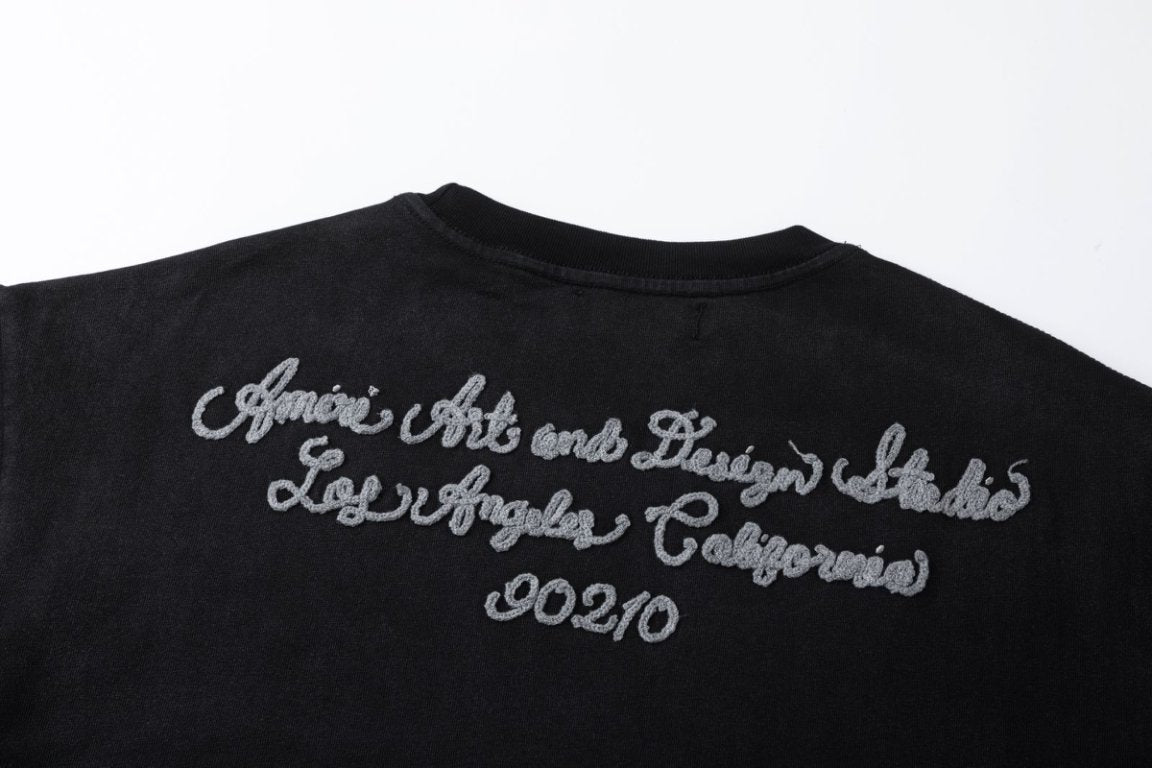 Amiri Art and Design Studio
Los Angeles California
90210